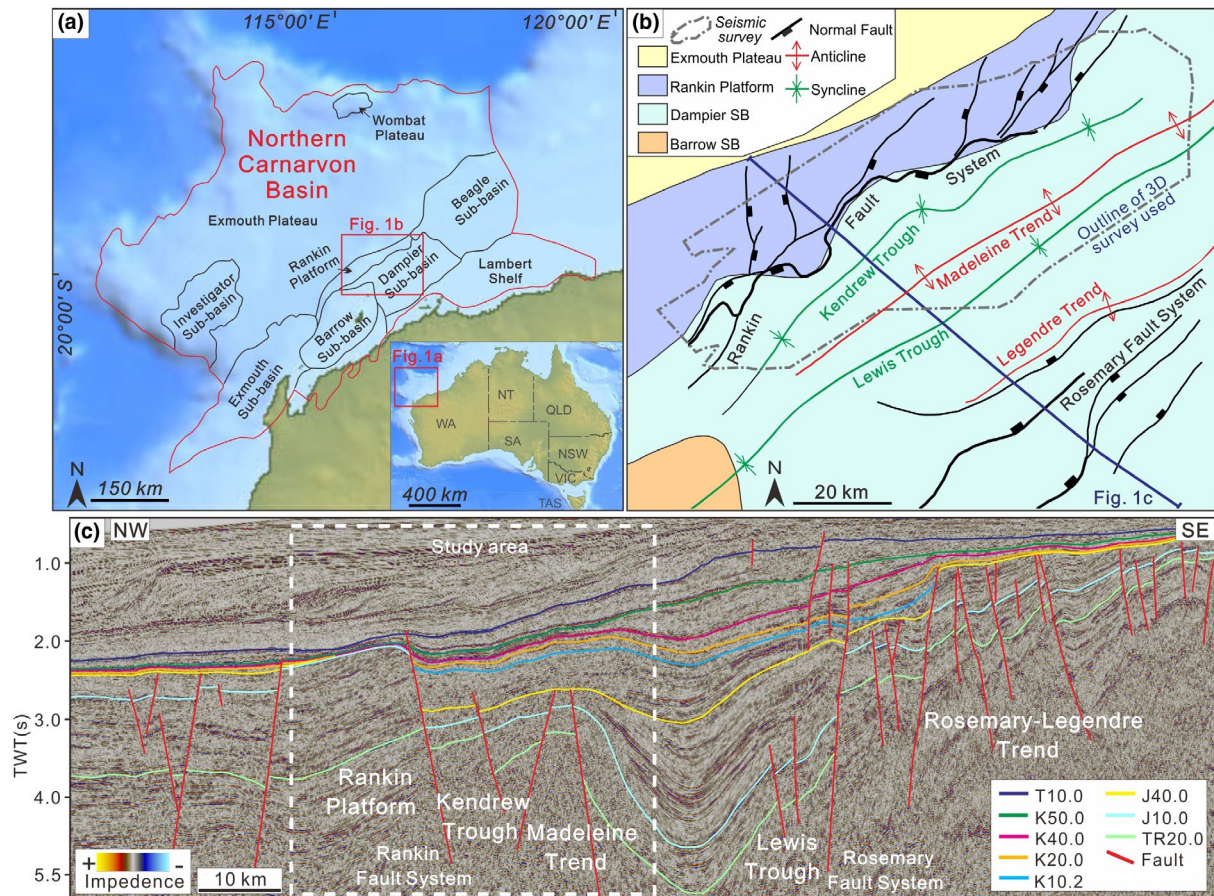 (a)
115°00' E
120°00' E
20°00' S
Wombat
Plateau
Northern
Carnarvon
Basin
Exmouth Plateau
Beagle
Sub-basin
Fig. 1b
Rankin
Platform
Dampier
Sub-basin
Lambert
Shelf
Investigator
Sub-basin
Barrow
Sub-basin
Exmouth
Sub-basin
Fig.1a
NT
QLD
WA
SA
NSW
VIC
TAS
N
150 km
400 km
(b)
Seismic
survey
Normal Fault
Exmouth Plateau
Anticline
Rankin Platform
Syncline
Dampier SB
Barrow SB
System
Fault
Rankin
Kendrew Trough
Madeleine Trend
Outline of 3D
survey used
Lewis Trough
Legendre Trend
Rosemary Fault System
N
20 km
Fig. 1c
(c)
NW
SE
Study area
1.0
2.0
3.0
4.0
5.5
TWT(s)
Rankin
Platform
Kendrew
Trough
Madeleine
Trend
Rankin
Fault System
Lewis
Trough
Rosemary
Fault System
Rosemary-Legendre
Trend
+
-
Impedence
10 km
T10.0
K50.0
K40.0
K20.0
K10.2
J40.0
J10.0
TR20.0
Fault